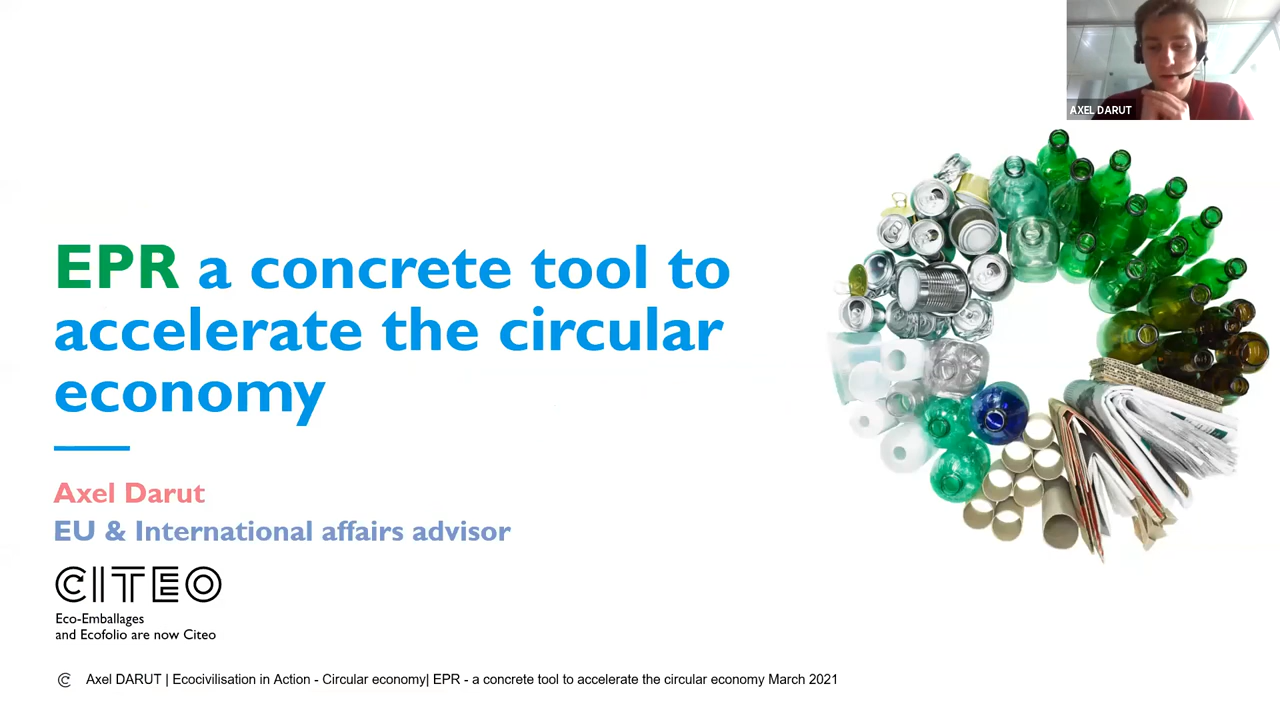 AXEL DARUT
EPR a concrete tool to
accelerate the circular
economy
Axel Darut
EU & International affairs advisor
CITEO
Eco-Emballages
and Ecofolio are now Citeo
Axel DARUT | Ecocivilisation in Action - Circular economy| EPR - a concrete tool to accelerate the circular economy March 2021